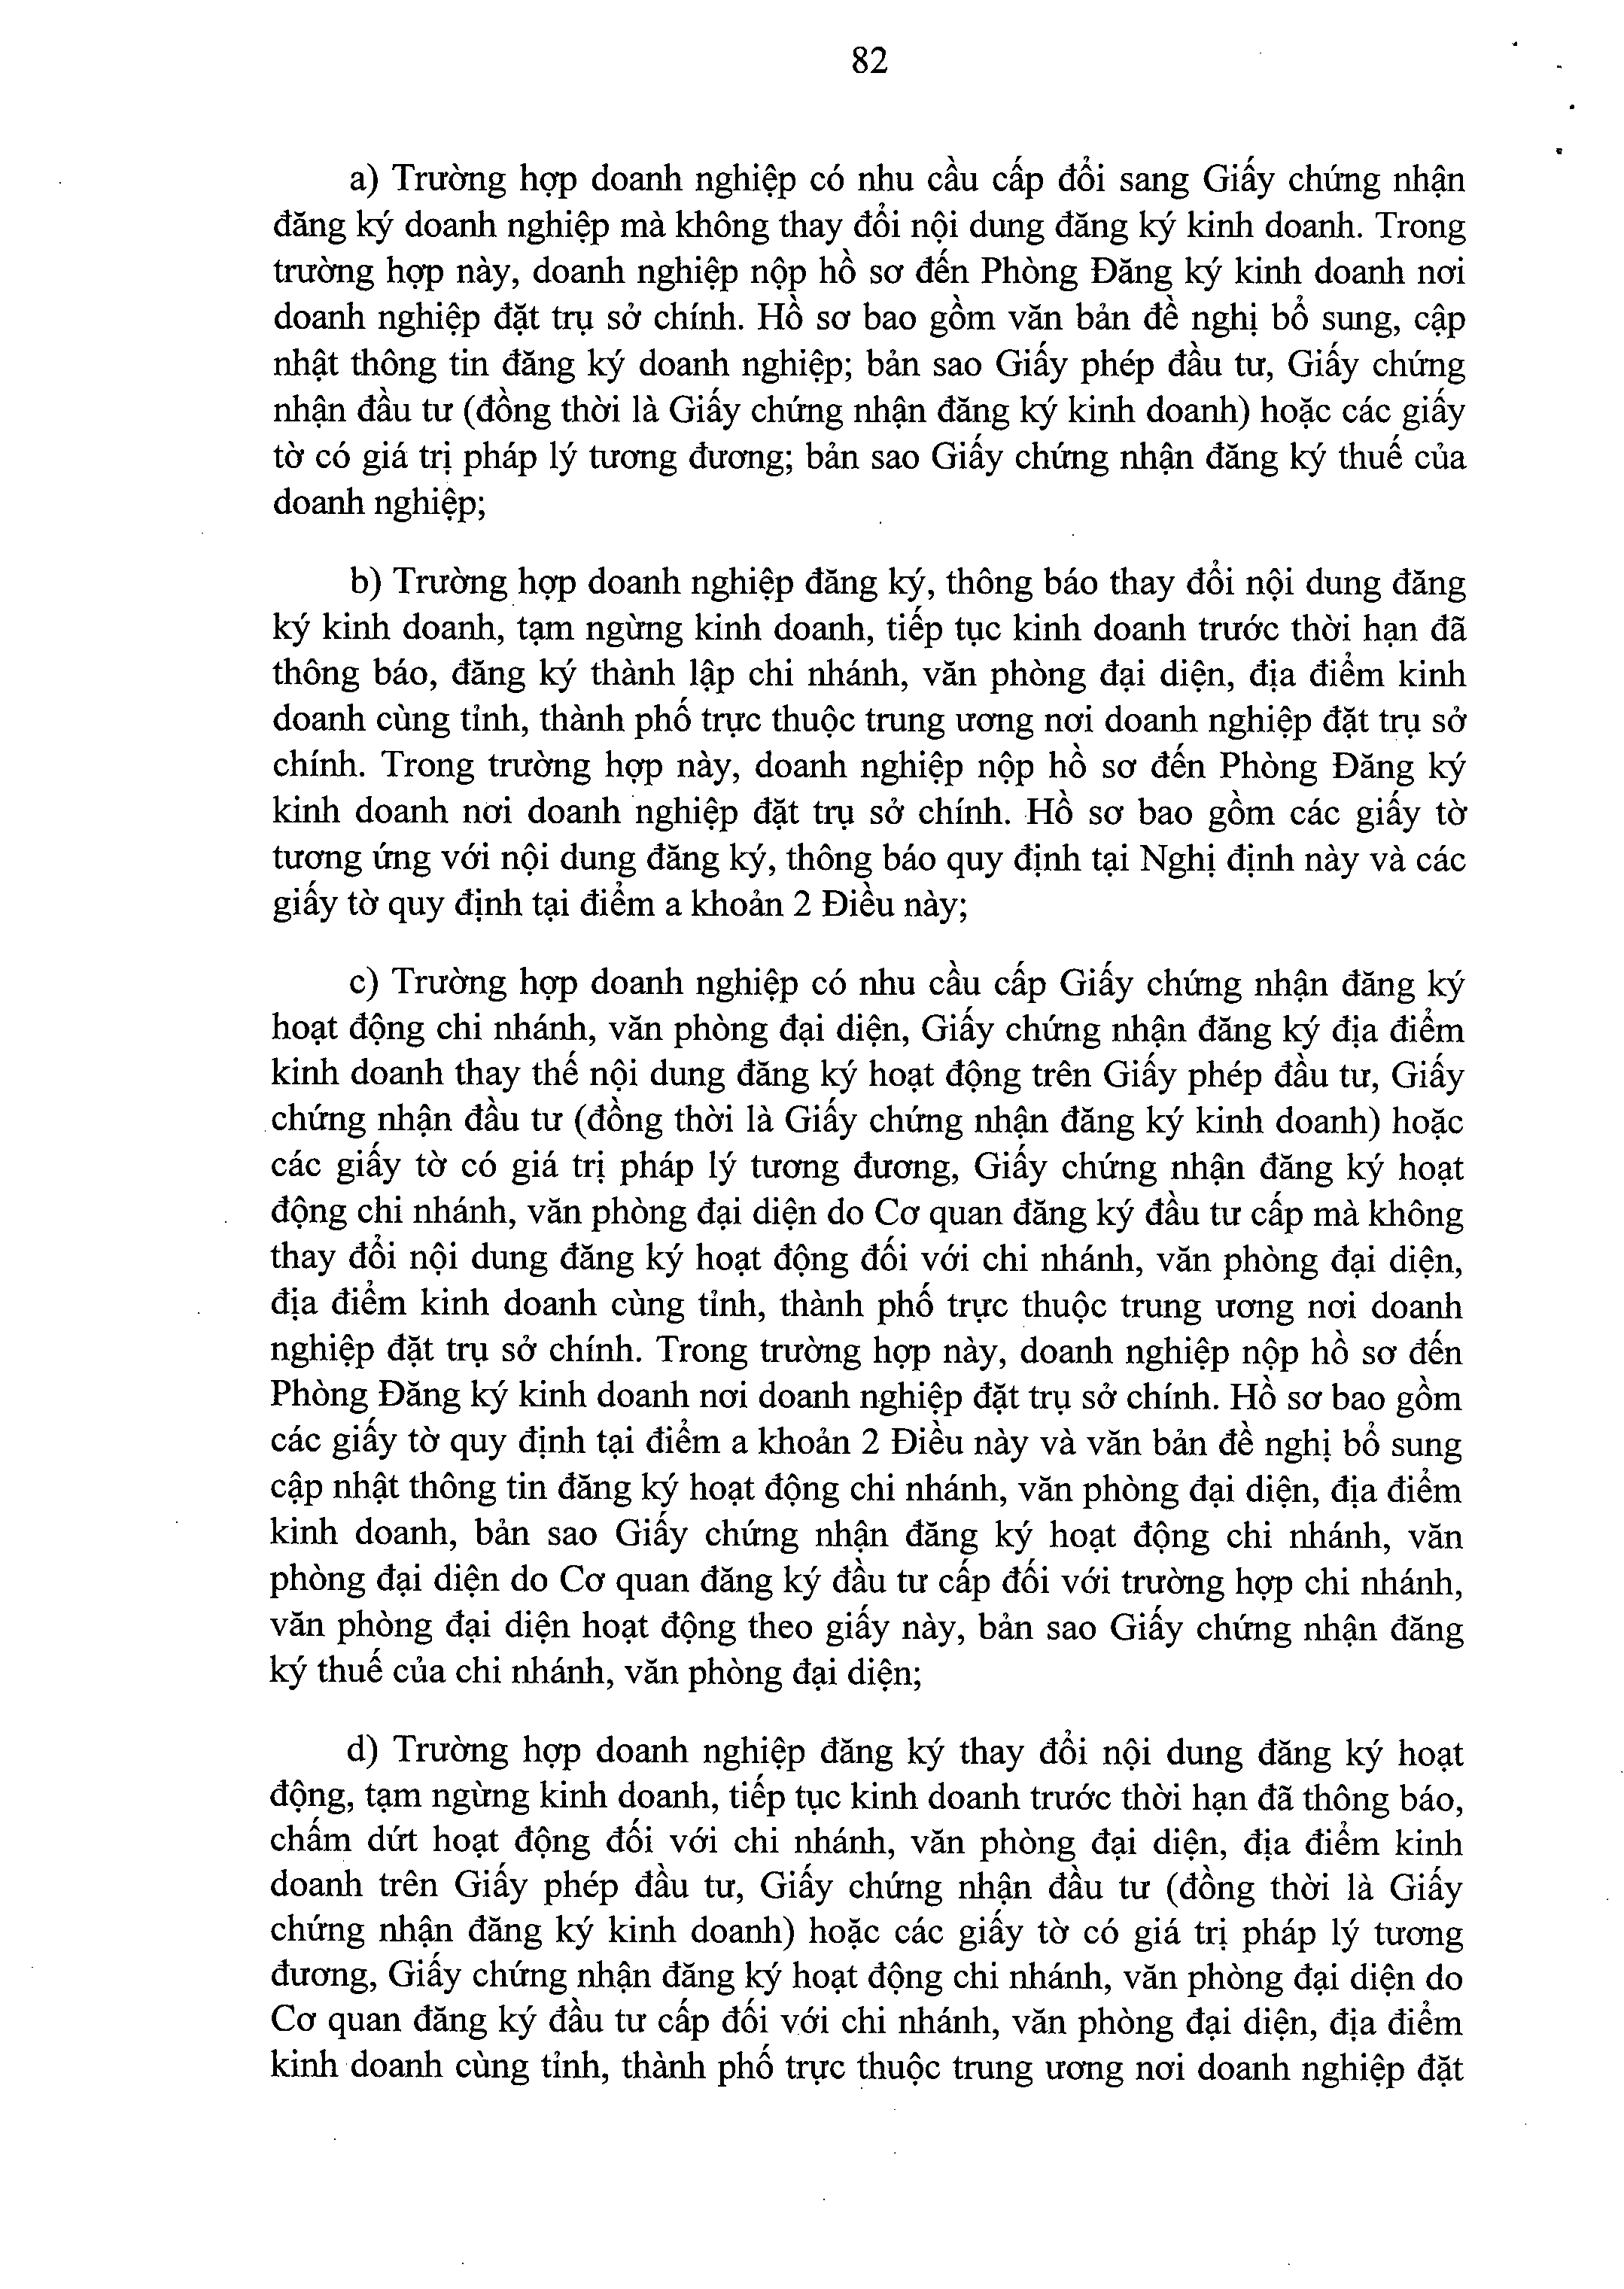 82
a) Trường hợp doanh nghiệp có nhu cầu cấp đổi sang Giấy chứng nhận
đăng ký doanh nghiệp mà không thay đổi nội dung đăng ký kinh doanh. Trong
trường hợp này, doanh nghiệp nộp hồ sơ đến Phòng Đăng ký kinh doanh nơi
doanh nghiệp đặt trụ sở chính. Hồ sơ bao gồm văn bản đề nghị bổ sung, cập
nhật thông tin đăng ký doanh nghiệp; bản sao Giấy phép đầu tư, Giấy chứng
nhận đầu tư (đồng thời là Giấy chứng nhận đăng ký kinh doanh) hoặc các giấy
tờ có giá trị pháp lý tương đương; bản sao Giấy chứng nhận đăng ký thuế của
doanh nghiệp;
b) Trường hợp doanh nghiệp đăng ký, thông báo thay đổi nội dung đăng
ký kinh doanh, tạm ngừng kinh doanh, tiếp tục kinh doanh trước thời hạn đã
thông báo, đăng ký thành lập chi nhánh, văn phòng đại diện, địa điểm kinh
doanh cùng tỉnh, thành phố trực thuộc trung ương nơi doanh nghiệp đặt trụ sở
chính. Trong trường hợp này, doanh nghiệp nộp hồ sơ đến Phòng Đăng ký
kinh doanh nơi doanh nghiệp đặt trụ sở chính. Hồ sơ bao gồm các giấy tờ
tương ứng với nội dung đăng ký, thông báo quy định tại Nghị định này và các
giấy tờ quy định tại điểm a khoản 2 Điều này;
c) Trường hợp doanh nghiệp có nhu cầu cấp Giấy chứng nhận đăng ký
hoạt động chi nhánh, văn phòng đại diện, Giấy chứng nhận đăng ký địa điểm
kinh doanh thay thế nội dung đăng ký hoạt động trên Giấy phép đầu tư, Giấy
chứng nhận đầu tư (đồng thời là Giấy chứng nhận đăng ký kinh doanh) hoặc
các giấy tờ có giá trị pháp lý tương đương, Giấy chứng nhận đăng ký hoạt
động chi nhánh, văn phòng đại diện do Cơ quan đăng ký đầu tư cấp mà không
thay đổi nội dung đăng ký hoạt động đối với chi nhánh, văn phòng đại diện,
địa điểm kinh doanh cùng tỉnh, thành phố trực thuộc trung ương nơi doanh
nghiệp đặt trụ sở chính. Trong trường hợp này, doanh nghiệp nộp hồ sơ đến
Phòng Đăng ký kinh doanh nơi doanh nghiệp đặt trụ sở chính. Hồ sơ bao gồm
các giấy tờ quy định tại điểm a khoản 2 Điều này và văn bản đề nghị bổ sung
cập nhật thông tin đăng ký hoạt động chi nhánh, văn phòng đại diện, địa điểm
kinh doanh, bản sao Giấy chứng nhận đăng ký hoạt động chi nhánh, văn
phòng đại diện do Cơ quan đăng ký đầu tư cấp đối với trường hợp chi nhánh,
văn phòng đại diện hoạt động theo giấy này, bản sao Giấy chứng nhận đăng
ký thuế của chi nhánh, văn phòng đại diện;
d) Trường hợp doanh nghiệp đăng ký thay đổi nội dung đăng ký hoạt
động, tạm ngừng kinh doanh, tiếp tục kinh doanh trước thời hạn đã thông báo,
chấm dứt hoạt động đối với chi nhánh, văn phòng đại diện, địa điểm kinh
doanh trên Giấy phép đầu tư, Giấy chứng nhận đầu tư (đồng thời là Giấy
chứng nhận đăng ký kinh doanh) hoặc các giấy tờ có giá trị pháp lý tương
đương, Giấy chứng nhận đăng ký hoạt động chi nhánh, văn phòng đại diện do
Cơ quan đăng ký đầu tư cấp đối với chi nhánh, văn phòng đại diện, địa điểm
kinh doanh cùng tỉnh, thành phố trực thuộc trung ương nơi doanh nghiệp đặt